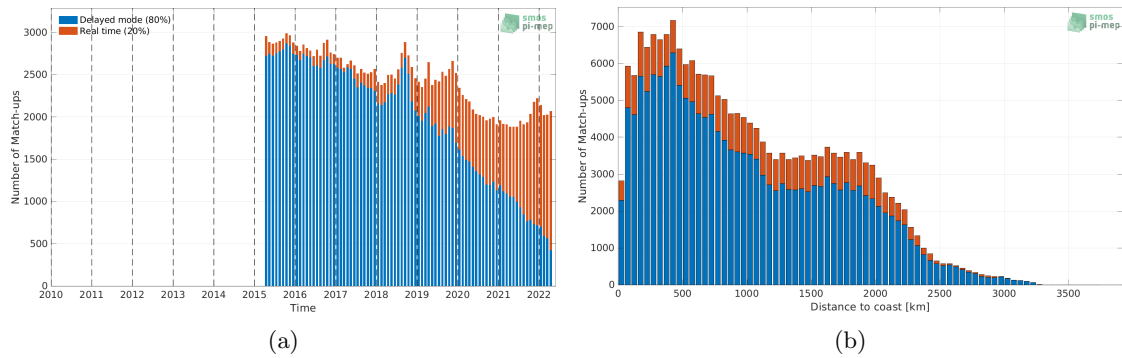 Delayed mode (80%)
Real time (20%)
smos
pi-mep
Number of Match-ups
3000
2500
2000
1500
1000
500
0
2010 2011 2012 2013 2014 2015 2016 2017 2018 2019 2020 2021 2022
Time
(a)
smos
pi-mep
Number of Match-ups
7000
6000
5000
4000
3000
2000
1000
0
0 500 1000 1500 2000 2500 3000 3500
Distance to coast [km]
(b)